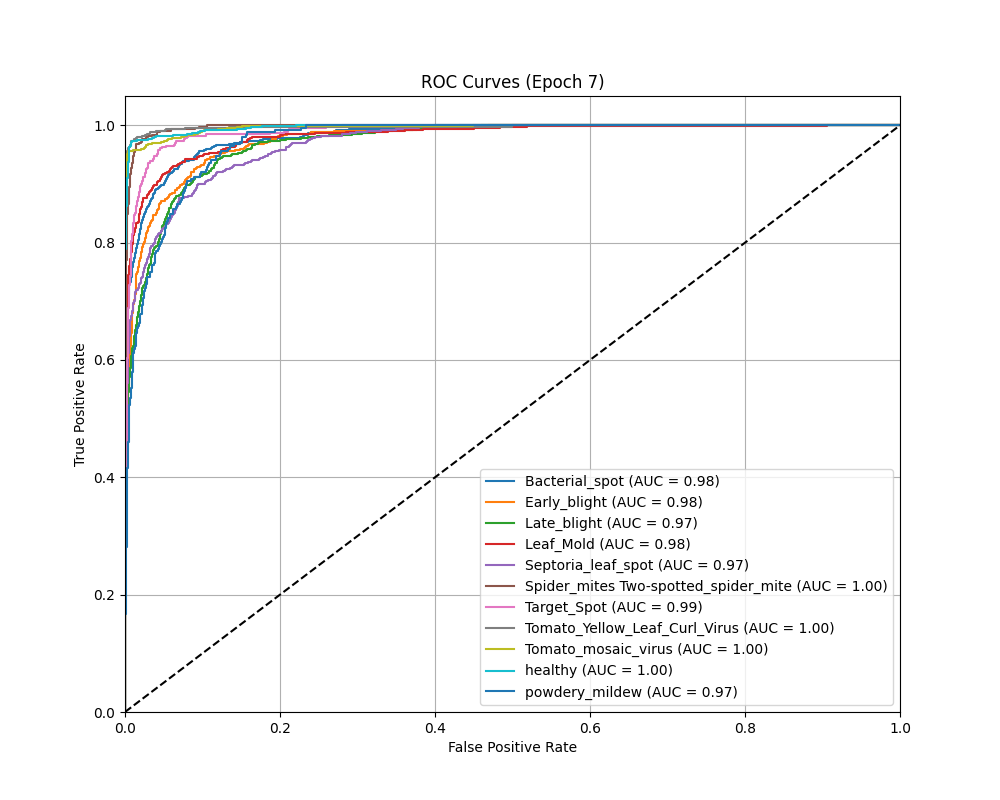 ROC Curves (Epoch 7)
True Positive Rate
1.0
0.8
0.6
0.4
0.2
0.0
Bacterial_spot (AUC = 0.98)
Early_blight (AUC = 0.98)
Late_blight (AUC = 0.97)
Leaf_Mold (AUC = 0.98)
Septoria_leaf_spot (AUC = 0.97)
Spider_mites Two-spotted_spider_mite (AUC = 1.00)
Target_Spot (AUC = 0.99)
Tomato_Yellow_Leaf_Curl_Virus (AUC = 1.00)
Tomato_mosaic_virus (AUC = 1.00)
healthy (AUC = 1.00)
powdery_mildew (AUC = 0.97)
0.0 0.2 0.4 0.6 0.8 1.0
False Positive Rate